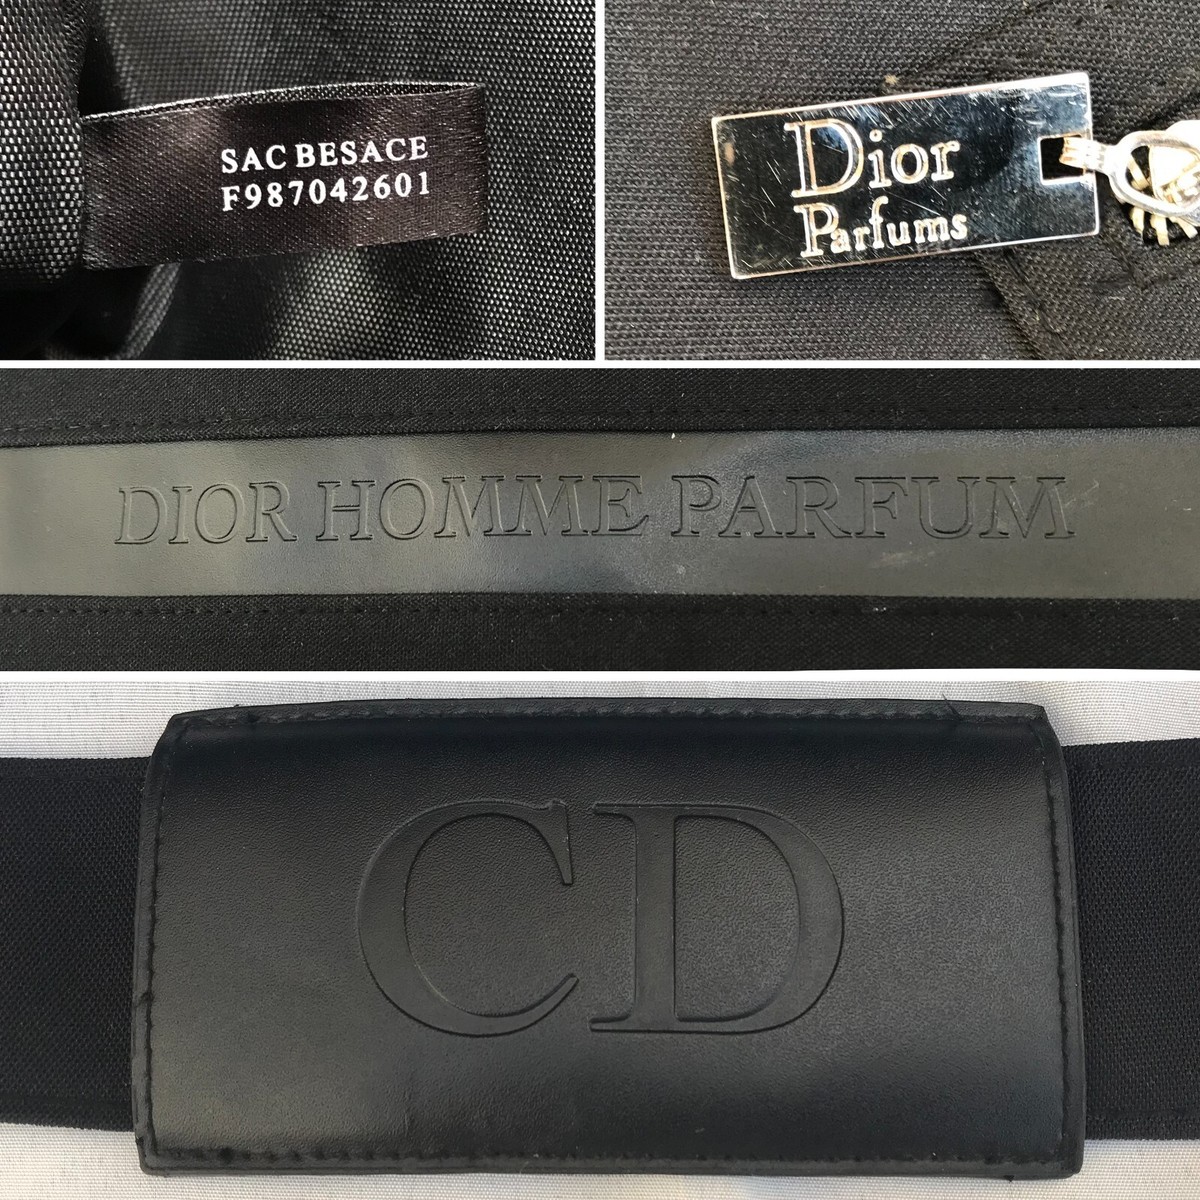 SAC BESACE
F987042601
Dior
Parfums
DIOR HOMME PARFUM
CD